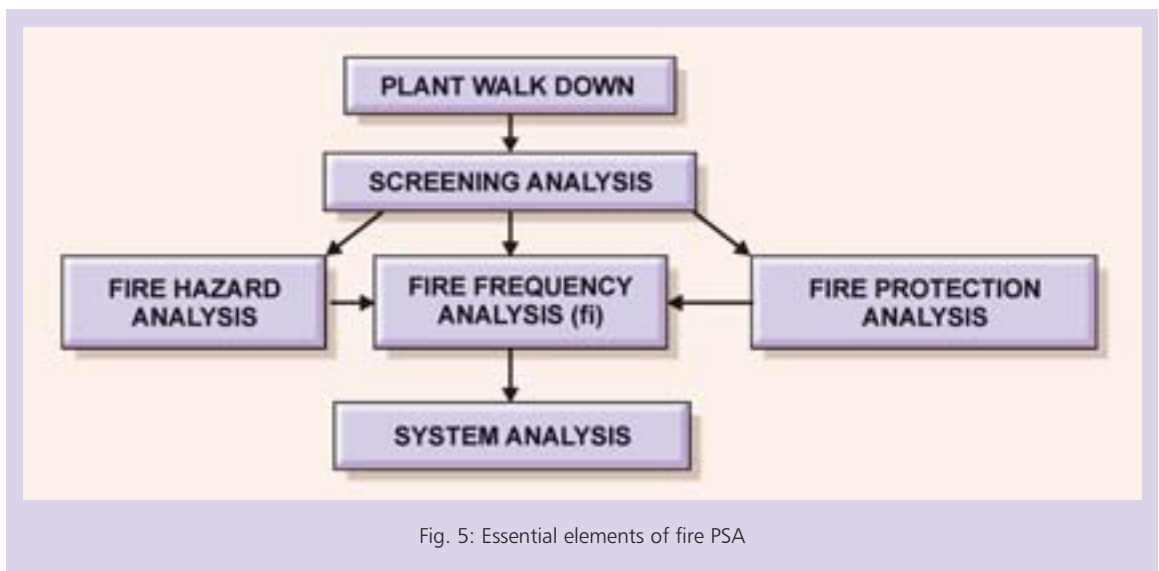 PLANT WALK DOWN
SCREENING ANALYSIS
FIRE HAZARD
ANALYSIS
FIRE FREQUENCY
ANALYSIS (fi)
FIRE PROTECTION
ANALYSIS
SYSTEM ANALYSIS
Fig. 5: Essential elements of fire PSA